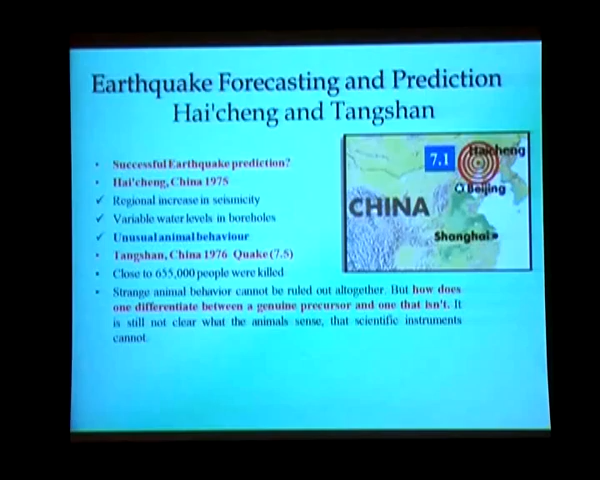 Earthquake Forecasting and Prediction
Hai'cheng and Tangshan
• Successful Earthquake prediction?
• Hai'cheng, China 1975
✓ Regional increase in seismicity
✓ Variable water levels in boreholes
✓ Unusual animal behaviour
• Tangshan, China 1976 Quake (7.5)
• Close to 655,000 people were killed
• Strange animal behavior cannot be ruled out altogether. But how does
one differentiate between a genuine precursor and one that isn't. It
is still not clear what the animals sense, that scientific instruments
cannot.
7.1
Haicheng
Beijing
CHINA
Shanghai